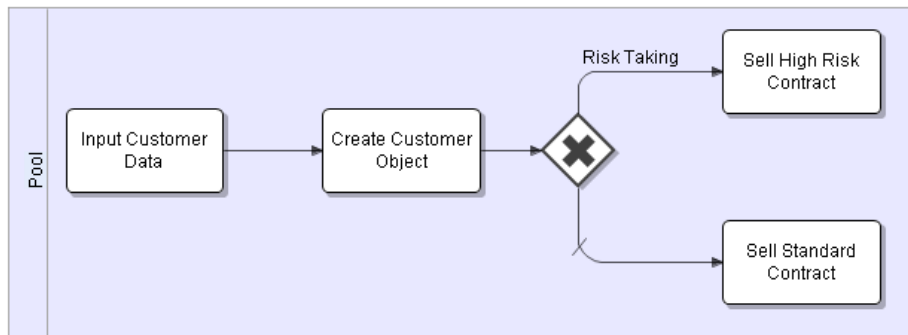 Pool
Input Customer
Data
Create Customer
Object
Risk Taking
Sell High Risk
Contract
Sell Standard
Contract